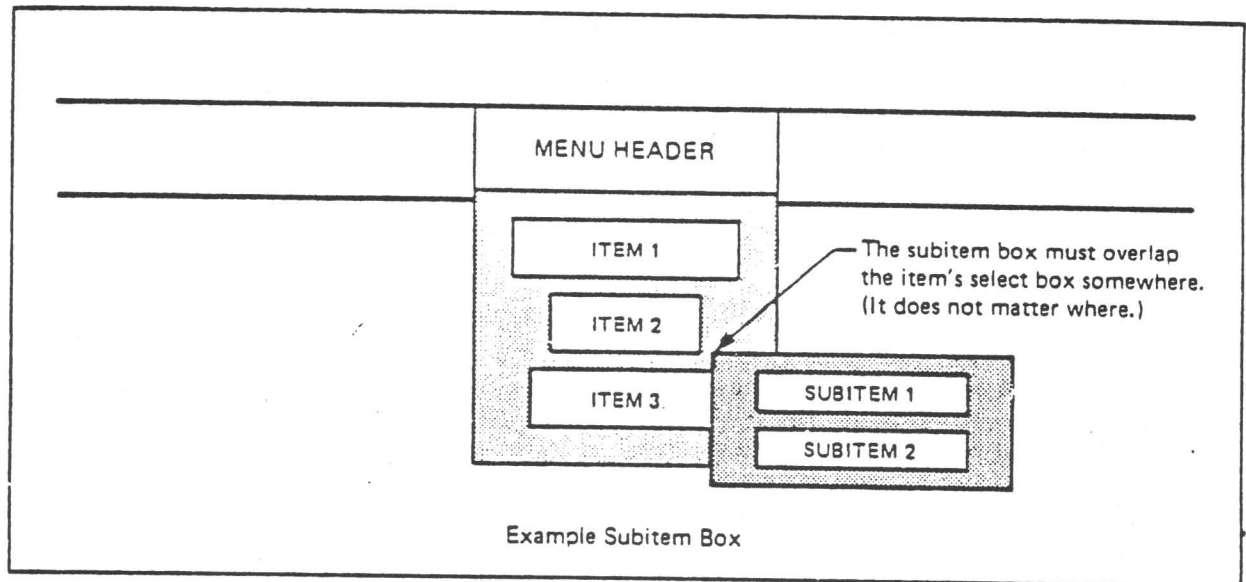 MENU HEADER
ITEM 1
The subitem box must overlap
the item's select box somewhere.
(It does not matter where.)
ITEM 2
ITEM 3
SUBITEM 1
SUBITEM 2
Example Subitem Box